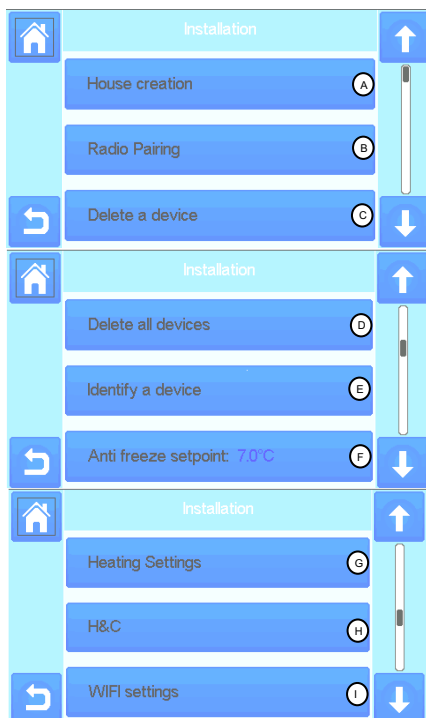 Installation
House creation A
Radio Pairing B
Delete a device C
Installation
Delete all devices D
Identify a device E
Anti freeze setpoint: 7.0°C F
Installation
Heating Settings G
H&C H
WIFI settings I